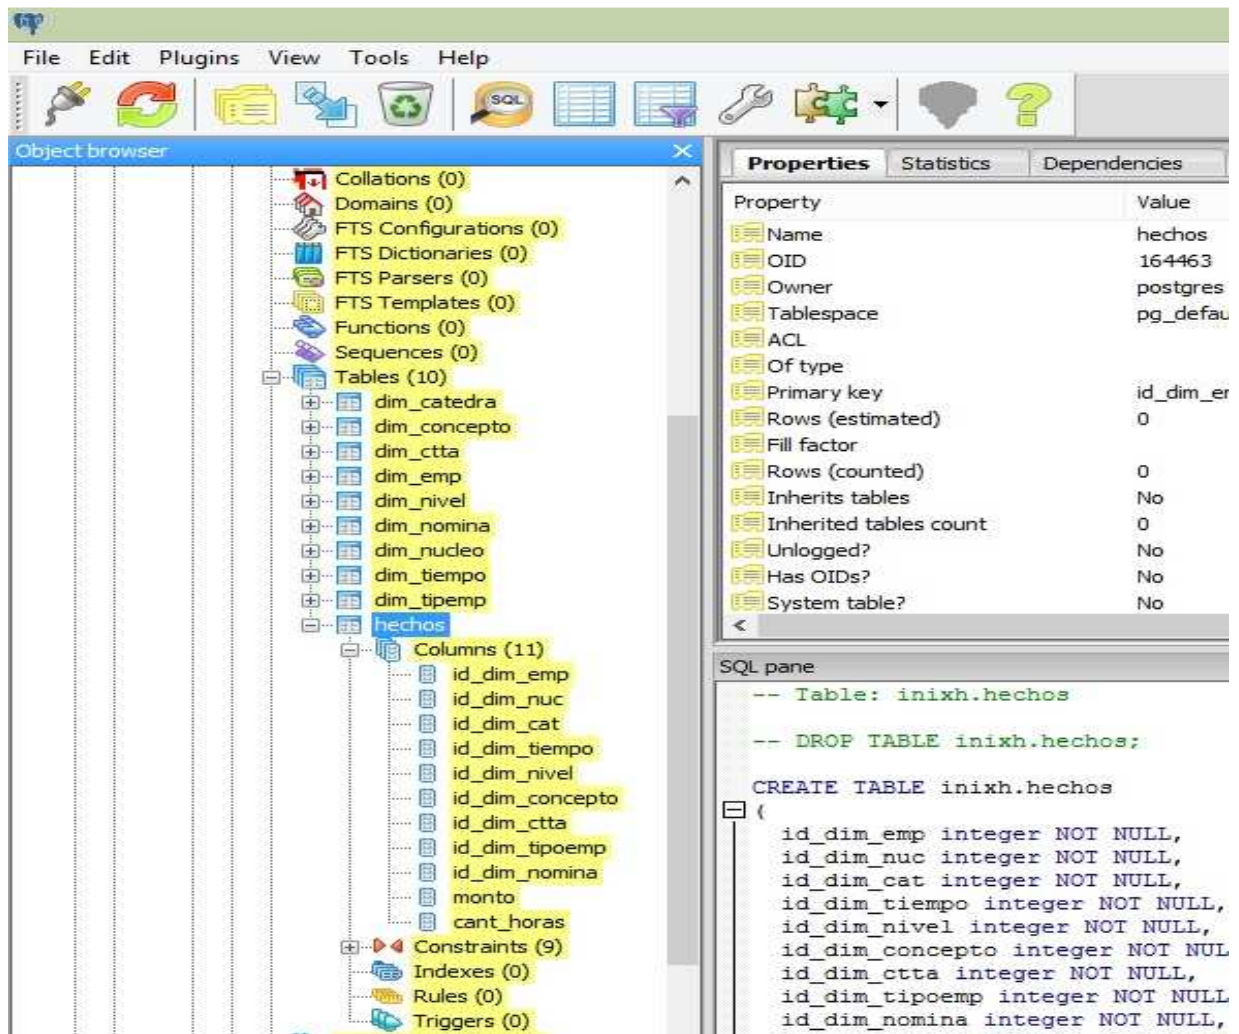 File Edit Plugins View Tools Help
SQL
Object browser
Collations (0)
Domains (0)
FTS Configurations (0)
FTS Dictionaries (0)
FTS Parsers (0)
FTS Templates (0)
Functions (0)
Sequences (0)
Tables (10)
dim_catedra
dim_concepto
dim_ctta
dim_emp
dim_nivel
dim_nomina
dim_nucleo
dim_tiempo
dim_tipemp
hechos
Columns (11)
id_dim_emp
id_dim_nuc
id_dim_cat
id_dim_tiempo
id_dim_nivel
id_dim_concepto
id_dim_ctta
id_dim_tipoemp
id_dim_nomina
monto
cant_horas
Constraints (9)
Indexes (0)
Rules (0)
Triggers (0)
Properties Statistics Dependencies
Property Value
Name hechos
OID 164463
Owner postgres
Tablespace pg_defau
ACL
Of type
Primary key id_dim_er
Rows (estimated) 0
Fill factor
Rows (counted) 0
Inherits tables No
Inherited tables count 0
Unlogged? No
Has OIDs? No
System table? No
SQL pane
-- Table: inixh.hechos
-- DROP TABLE inixh.hechos;
CREATE TABLE inixh.hechos
(
id_dim_emp integer NOT NULL,
id_dim_nuc integer NOT NULL,
id_dim_cat integer NOT NULL,
id_dim_tiempo integer NOT NULL,
id_dim_nivel integer NOT NULL,
id_dim_concepto integer NOT NUL
id_dim_ctta integer NOT NULL,
id_dim_tipoemp integer NOT NULL
id_dim_nomina integer NOT NULL,